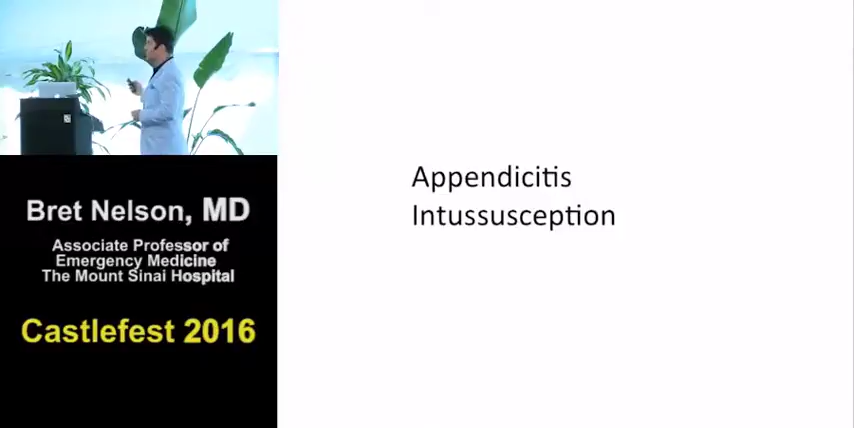 Bret Nelson, MD
Associate Professor of
Emergency Medicine
The Mount Sinai Hospital
Castlefest 2016
Appendicitis
Intussusception